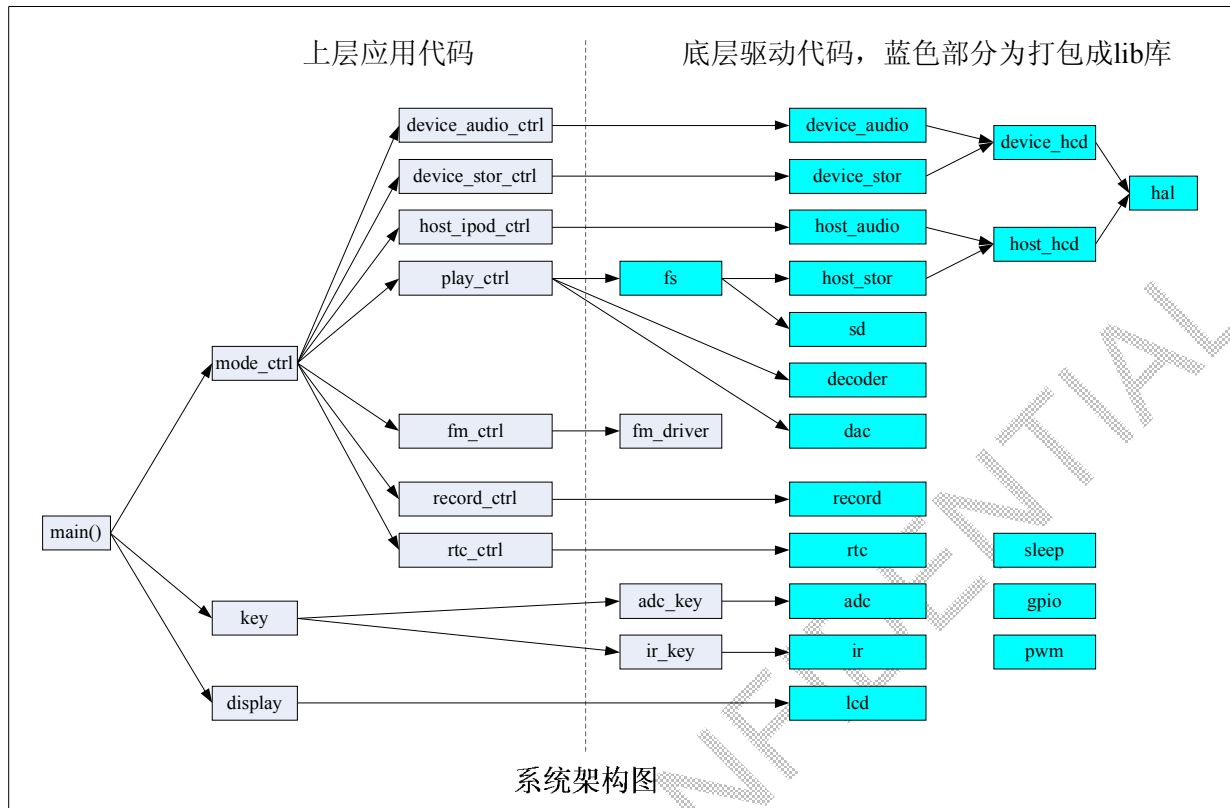 上层应用代码
底层驱动代码，蓝色部分为打包成lib库
device_audio_ctrl
device_audio
device_hcd
device_stor_ctrl
device_stor
hal
host_ipod_ctrl
host_audio
host_hcd
play_ctrl
fs
host_stor
sd
mode_ctrl
decoder
fm_ctrl
fm_driver
dac
record_ctrl
record
main()
rtc_ctrl
rtc
sleep
key
adc_key
adc
gpio
ir_key
ir
pwm
display
lcd
系统架构图